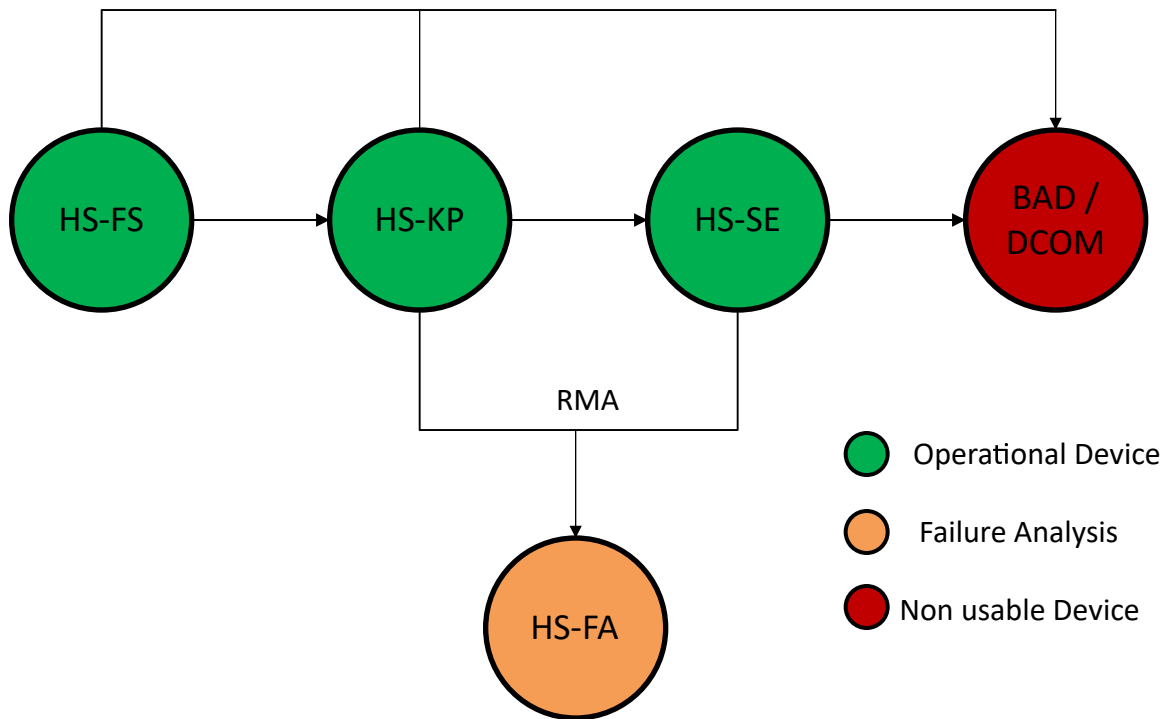 HS-FS
HS-KP
HS-SE
BAD /
DCOM
RMA
Operational Device
Failure Analysis
Non usable Device
HS-FA